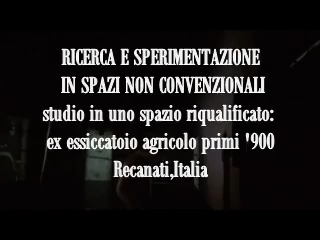 RICERCA E SPERIMENTAZIONE
IN SPAZI NON CONVENZIONALI
studio in uno spazio riqualificato:
ex essiccatoio agricolo primi '900
Recanati,Italia